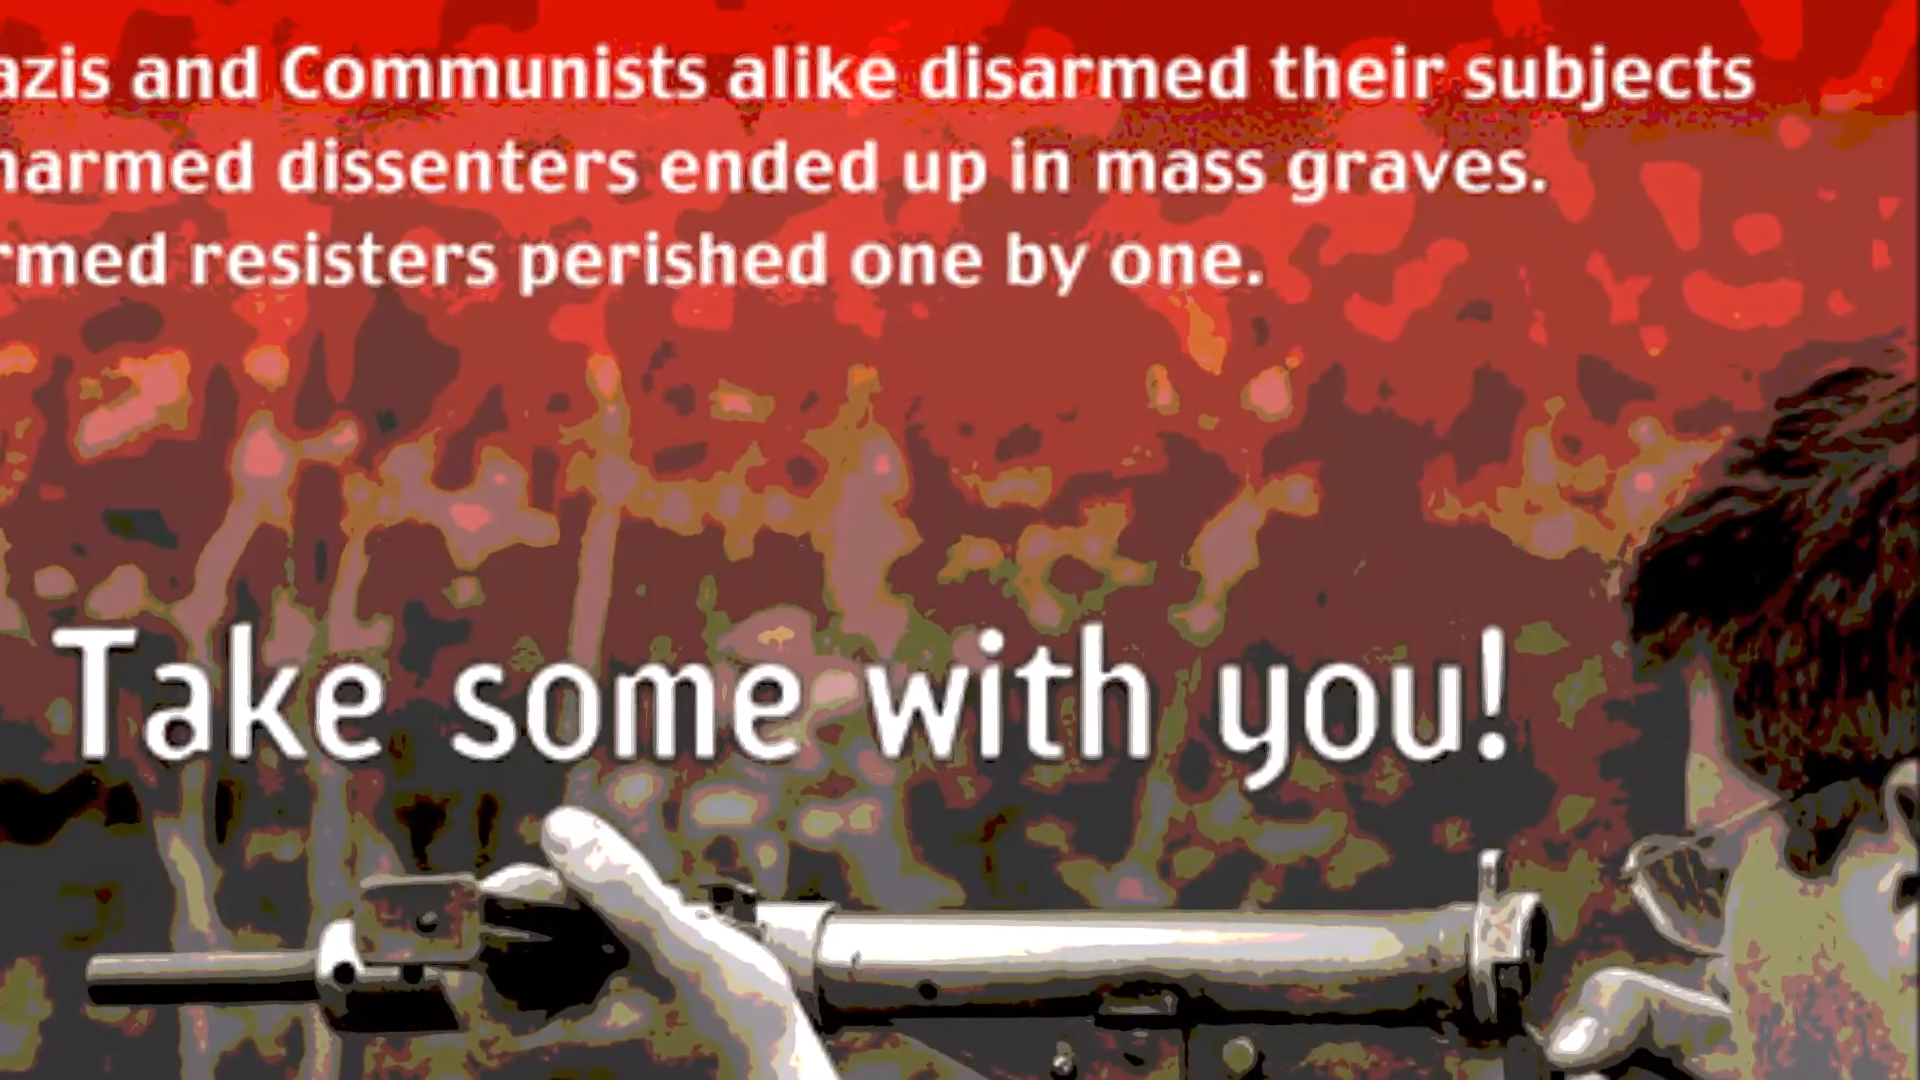 azis and Communists alike disarmed their subjects
narmed dissenters ended up in mass graves.
rmed resisters perished one by one.
Take some with you!